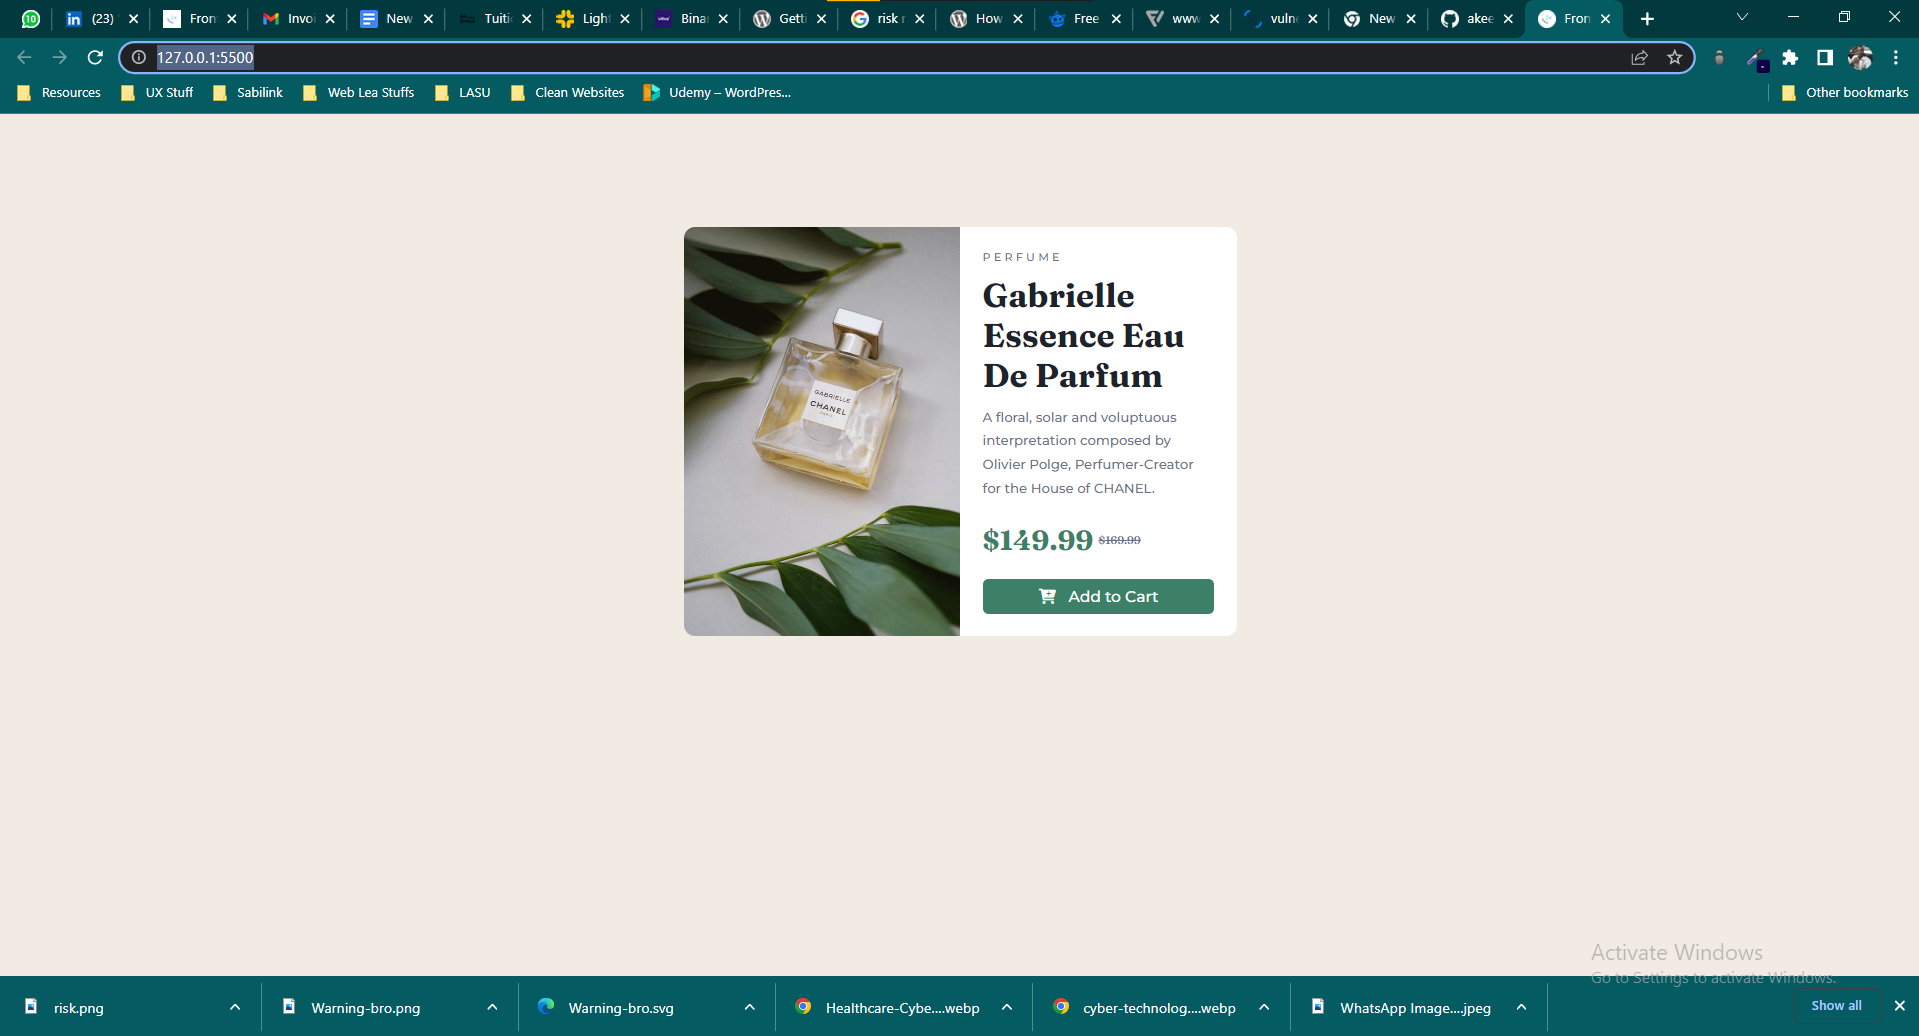 10
(23)
Fron
Invoi
New
Tuitio
Light
Bina
Getti
risk r
How
Free
www
vulne
New
akee
Fron
127.0.0.1:5500
Resources
UX Stuff
Sabilink
Web Lea Stuffs
LASU
Clean Websites
Udemy – WordPres...
Other bookmarks
PERFUME
Gabrielle
Essence Eau
De Parfum
A floral, solar and voluptuous
interpretation composed by
Olivier Polge, Perfumer-Creator
for the House of CHANEL.
$149.99 $169.99
Add to Cart
GABRIELLE
CHANEL
PARIS
Activate Windows
Go to Settings to activate Windows.
risk.png
Warning-bro.png
Warning-bro.svg
Healthcare-Cybe....webp
cyber-technolog....webp
WhatsApp Image....jpeg
Show all